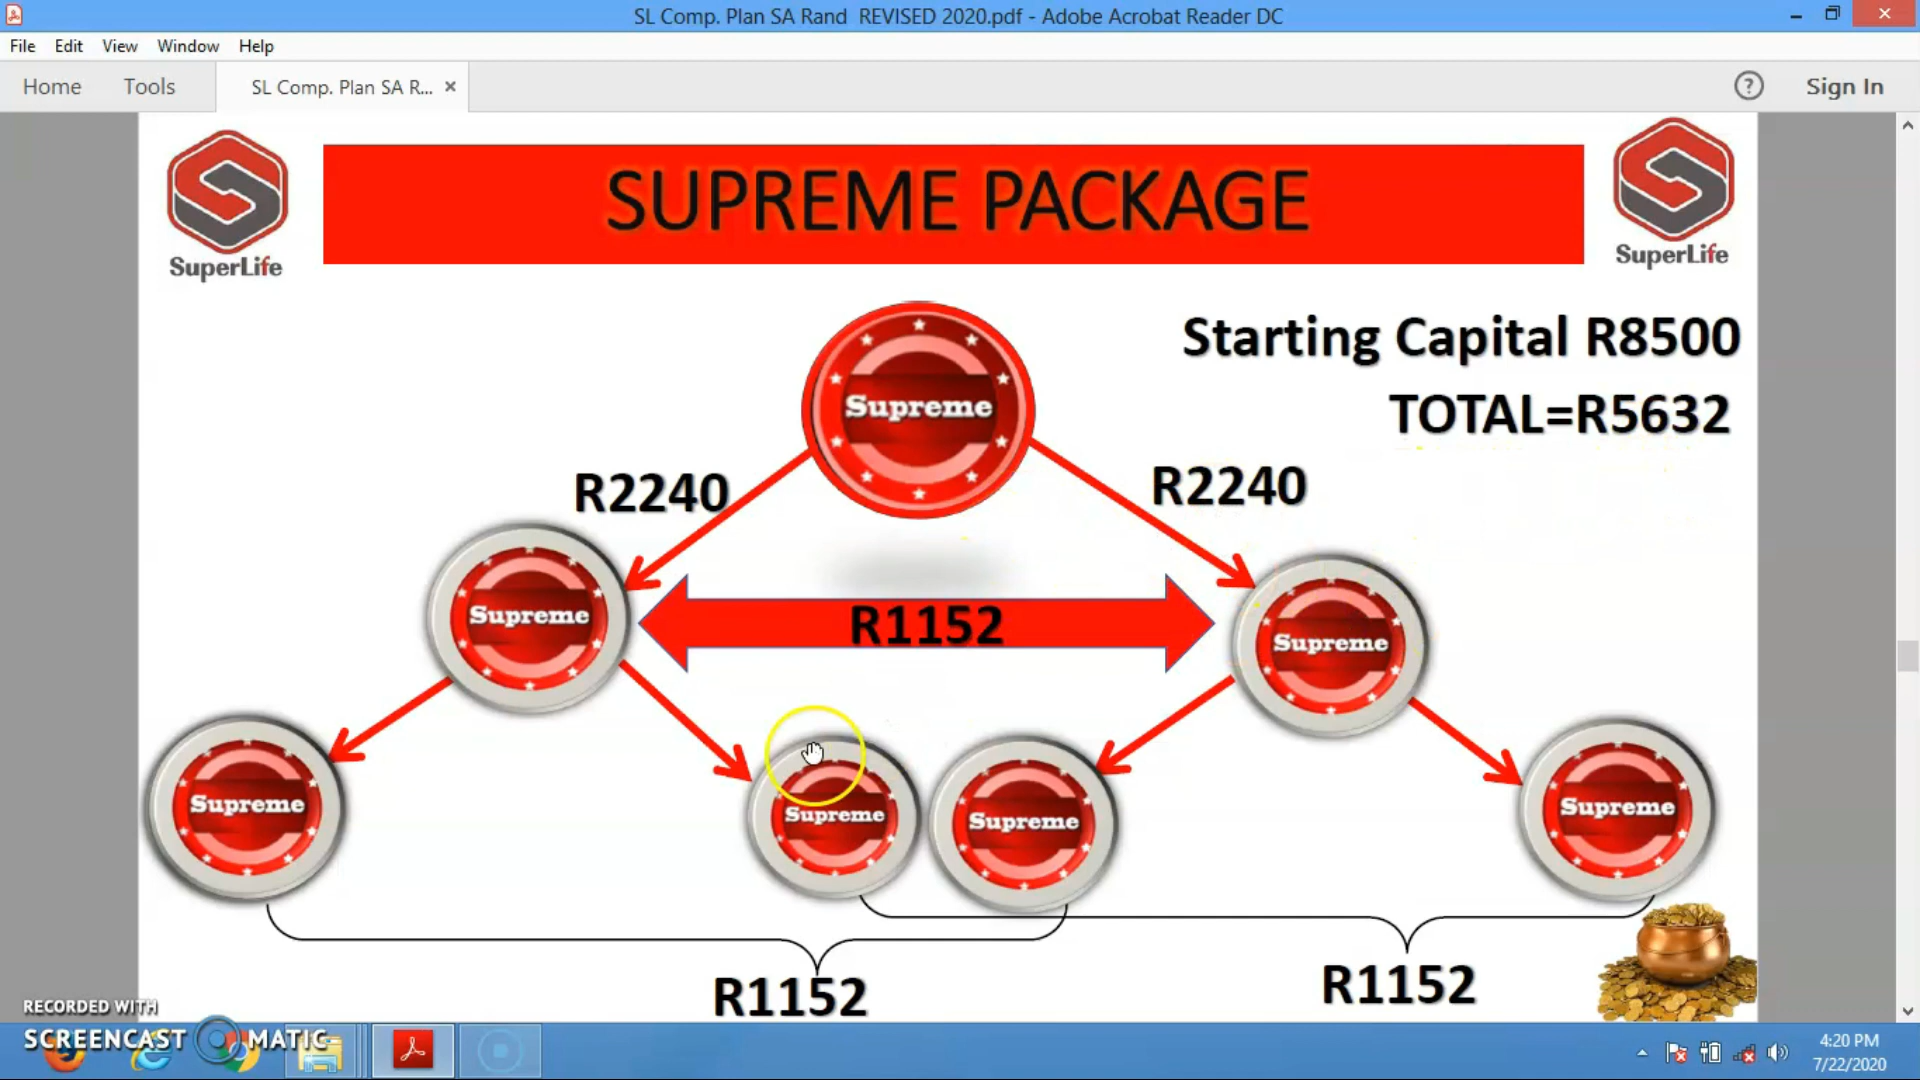 SL Comp. Plan SA Rand  REVISED 2020.pdf - Adobe Acrobat Reader DC
File Edit View Window Help
Home Tools SL Comp. Plan SA R... × ? Sign In
SuperLife
SUPREME PACKAGE
SuperLife
Starting Capital R8500
TOTAL=R5632
Supreme
R2240
R2240
Supreme
R1152
Supreme
Supreme
Supreme
Supreme
Supreme
R1152
R1152
RECORDED WITH
SCREENCAST MATIC
4:20 PM
7/22/2020